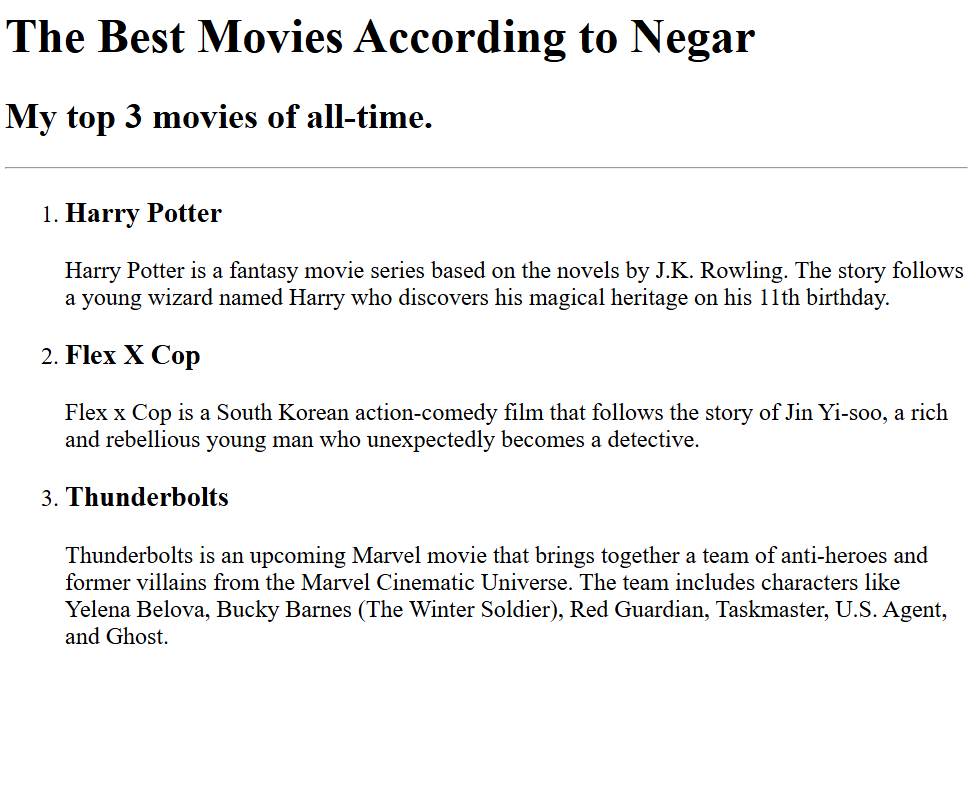 The Best Movies According to Negar
My top 3 movies of all-time.
1. Harry Potter
Harry Potter is a fantasy movie series based on the novels by J.K. Rowling. The story follows
a young wizard named Harry who discovers his magical heritage on his 11th birthday.
2. Flex X Cop
Flex x Cop is a South Korean action-comedy film that follows the story of Jin Yi-soo, a rich
and rebellious young man who unexpectedly becomes a detective.
3. Thunderbolts
Thunderbolts is an upcoming Marvel movie that brings together a team of anti-heroes and
former villains from the Marvel Cinematic Universe. The team includes characters like
Yelena Belova, Bucky Barnes (The Winter Soldier), Red Guardian, Taskmaster, U.S. Agent,
and Ghost.